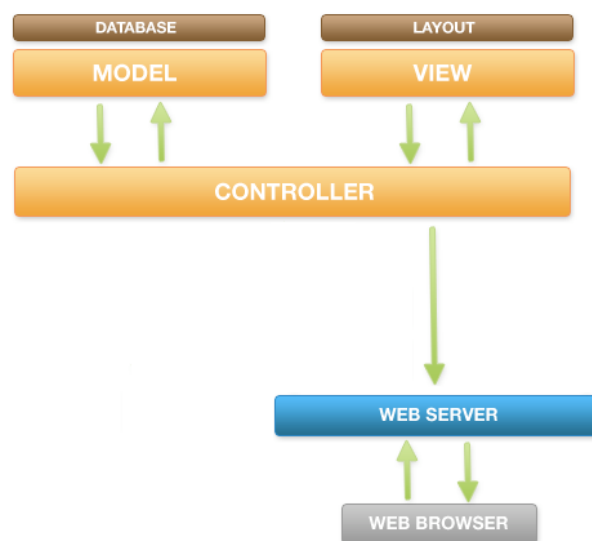 DATABASE
LAYOUT
MODEL
VIEW
CONTROLLER
WEB SERVER
WEB BROWSER